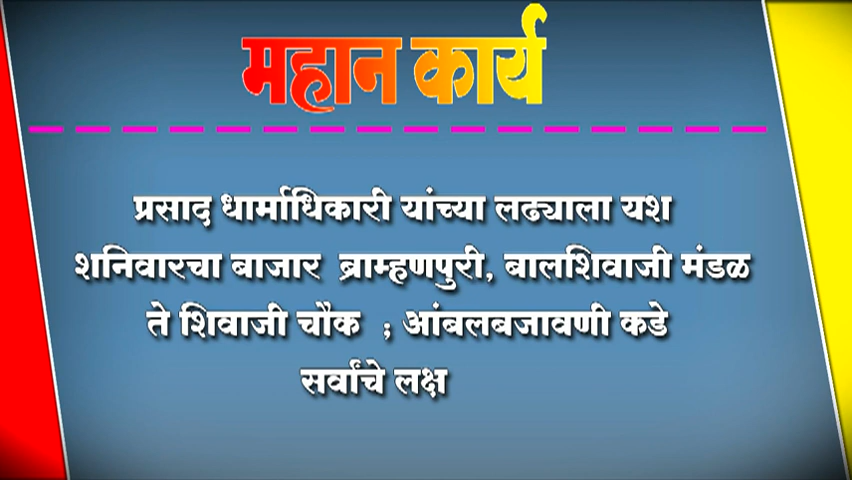 महान कार्य
प्रसाद धार्माधिकारी यांच्या लढ्याला यश
शनिवारचा बाजार ब्राम्हणपुरी, बालशिवाजी मंडळ
ते शिवाजी चौक ; आंबलबजावणी कडे
सर्वांचे लक्ष